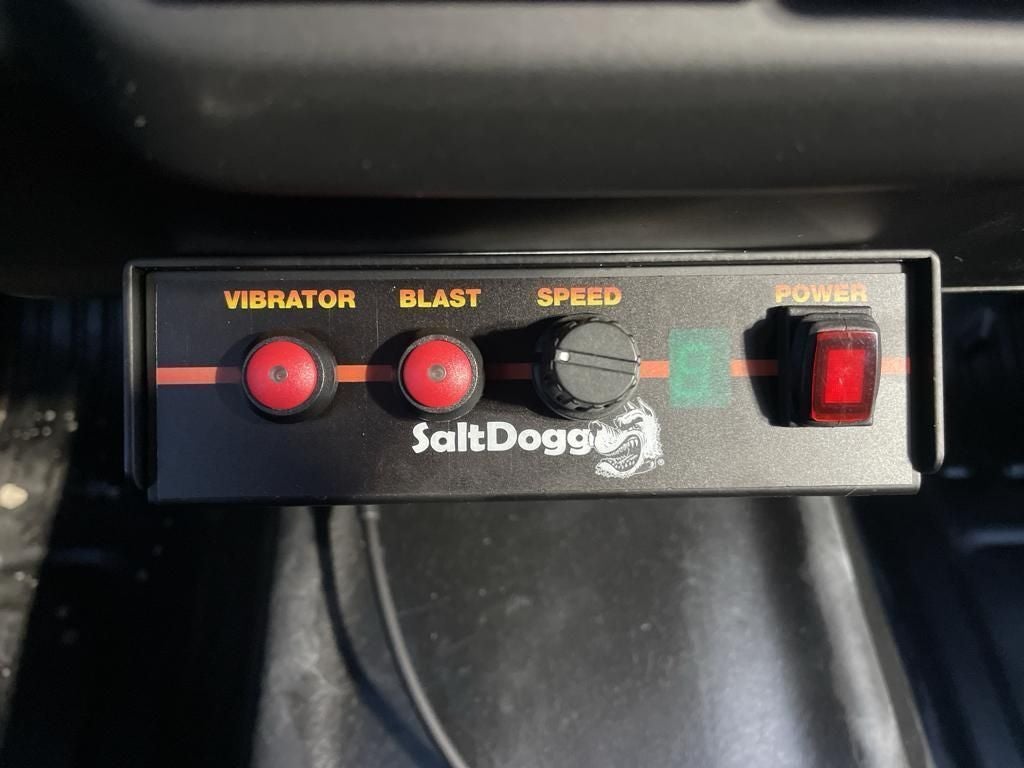 VIBRATOR BLAST SPEED POWER
SaltDogg
®